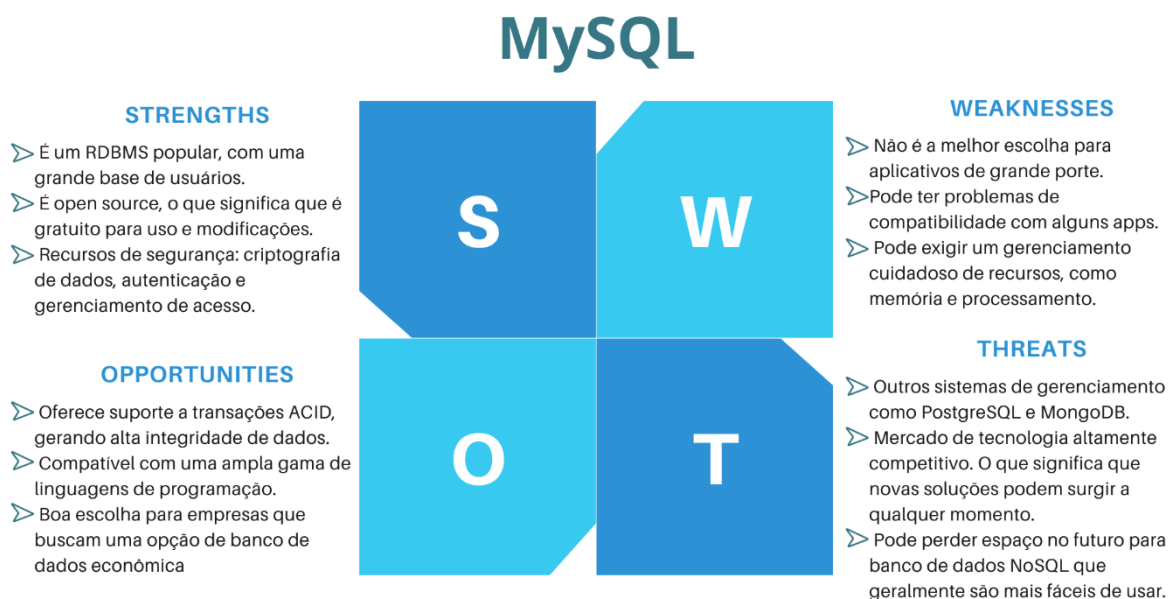 MySQL
STRENGTHS
É um RDBMS popular, com uma
grande base de usuários.
É open source, o que significa que é
gratuito para uso e modificações.
Recursos de segurança: criptografia
de dados, autenticação e
gerenciamento de acesso.
S
W
WEAKNESSES
Não é a melhor escolha para
aplicativos de grande porte.
Pode ter problemas de
compatibilidade com alguns apps.
Pode exigir um gerenciamento
cuidadoso de recursos, como
memória e processamento.
OPPORTUNITIES
Oferece suporte a transações ACID,
gerando alta integridade de dados.
Compatível com uma ampla gama de
linguagens de programação.
Boa escolha para empresas que
buscam uma opção de banco de
dados econômica
O
T
THREATS
Outros sistemas de gerenciamento
como PostgreSQL e MongoDB.
Mercado de tecnologia altamente
competitivo. O que significa que
novas soluções podem surgir a
qualquer momento.
Pode perder espaço no futuro para
banco de dados NoSQL que
geralmente são mais fáceis de usar.